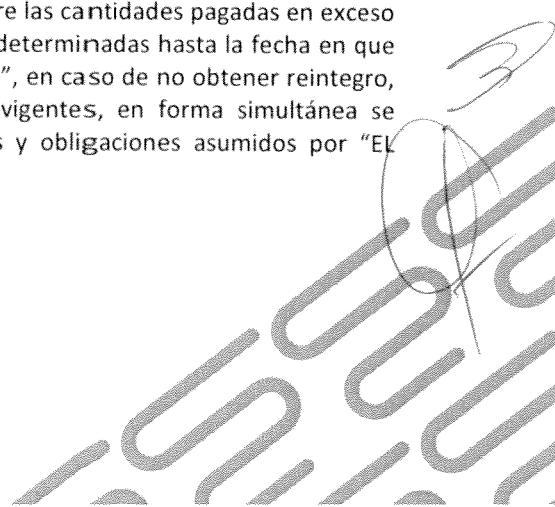 re las cantidades pagadas en exceso
determinadas hasta la fecha en que
”, en caso de no obtener reintegro,
vigentes, en forma simultánea se
s y obligaciones asumidos por “EL